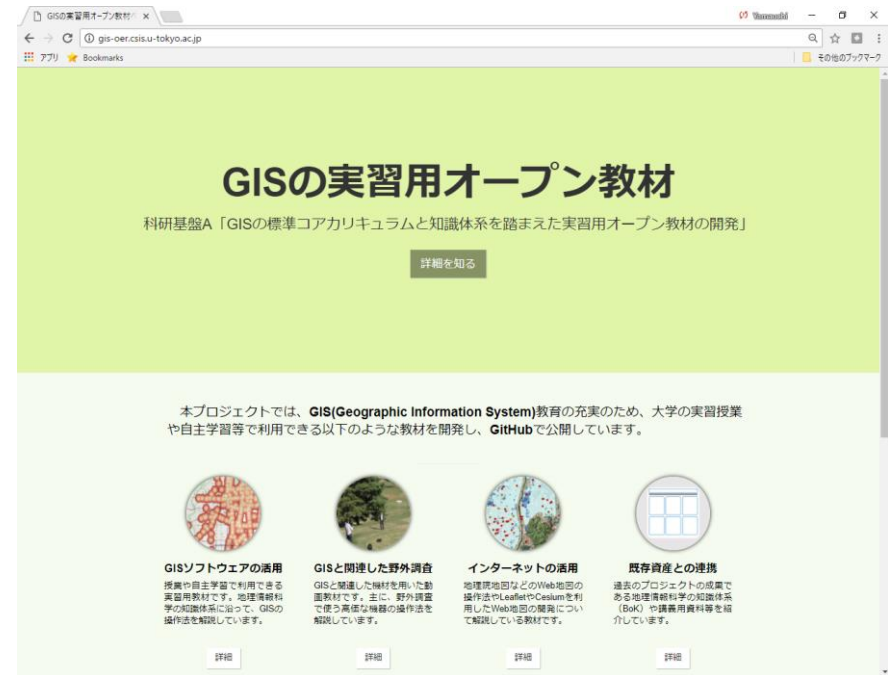 GISの実習用オープン教材
gis-oer.csis.u-tokyo.ac.jp
アプリ Bookmarks その他のブックマーク
GISの実習用オープン教材
科研基盤A「GISの標準コアカリキュラムと知識体系を踏まえた実習用オープン教材の開発」
詳細を知る
本プロジェクトでは、GIS(Geographic Information System)教育の充実のため、大学の実習授業
や自主学習等で利用できる以下のような教材を開発し、GitHubで公開しています。
GISソフトウェアの活用
授業や自主学習で利用できる
実習用教材です。地理情報科
学の知識体系に沿って、GISの
操作法を解説しています。
詳細
GISと関連した野外調査
GISと関連した機材を用いた動
画教材です。主に、野外調査
で使う高価な機器の操作法を
解説しています。
詳細
インターネットの活用
地理院地図などのWeb地図の
操作法やLeafletやCesiumを利
用したWeb地図の開発につい
て解説している教材です。
詳細
既存資産との連携
過去のプロジェクトの成果で
ある地理情報科学の知識体系
（BoK）や講義用資料等を紹
介しています。
詳細